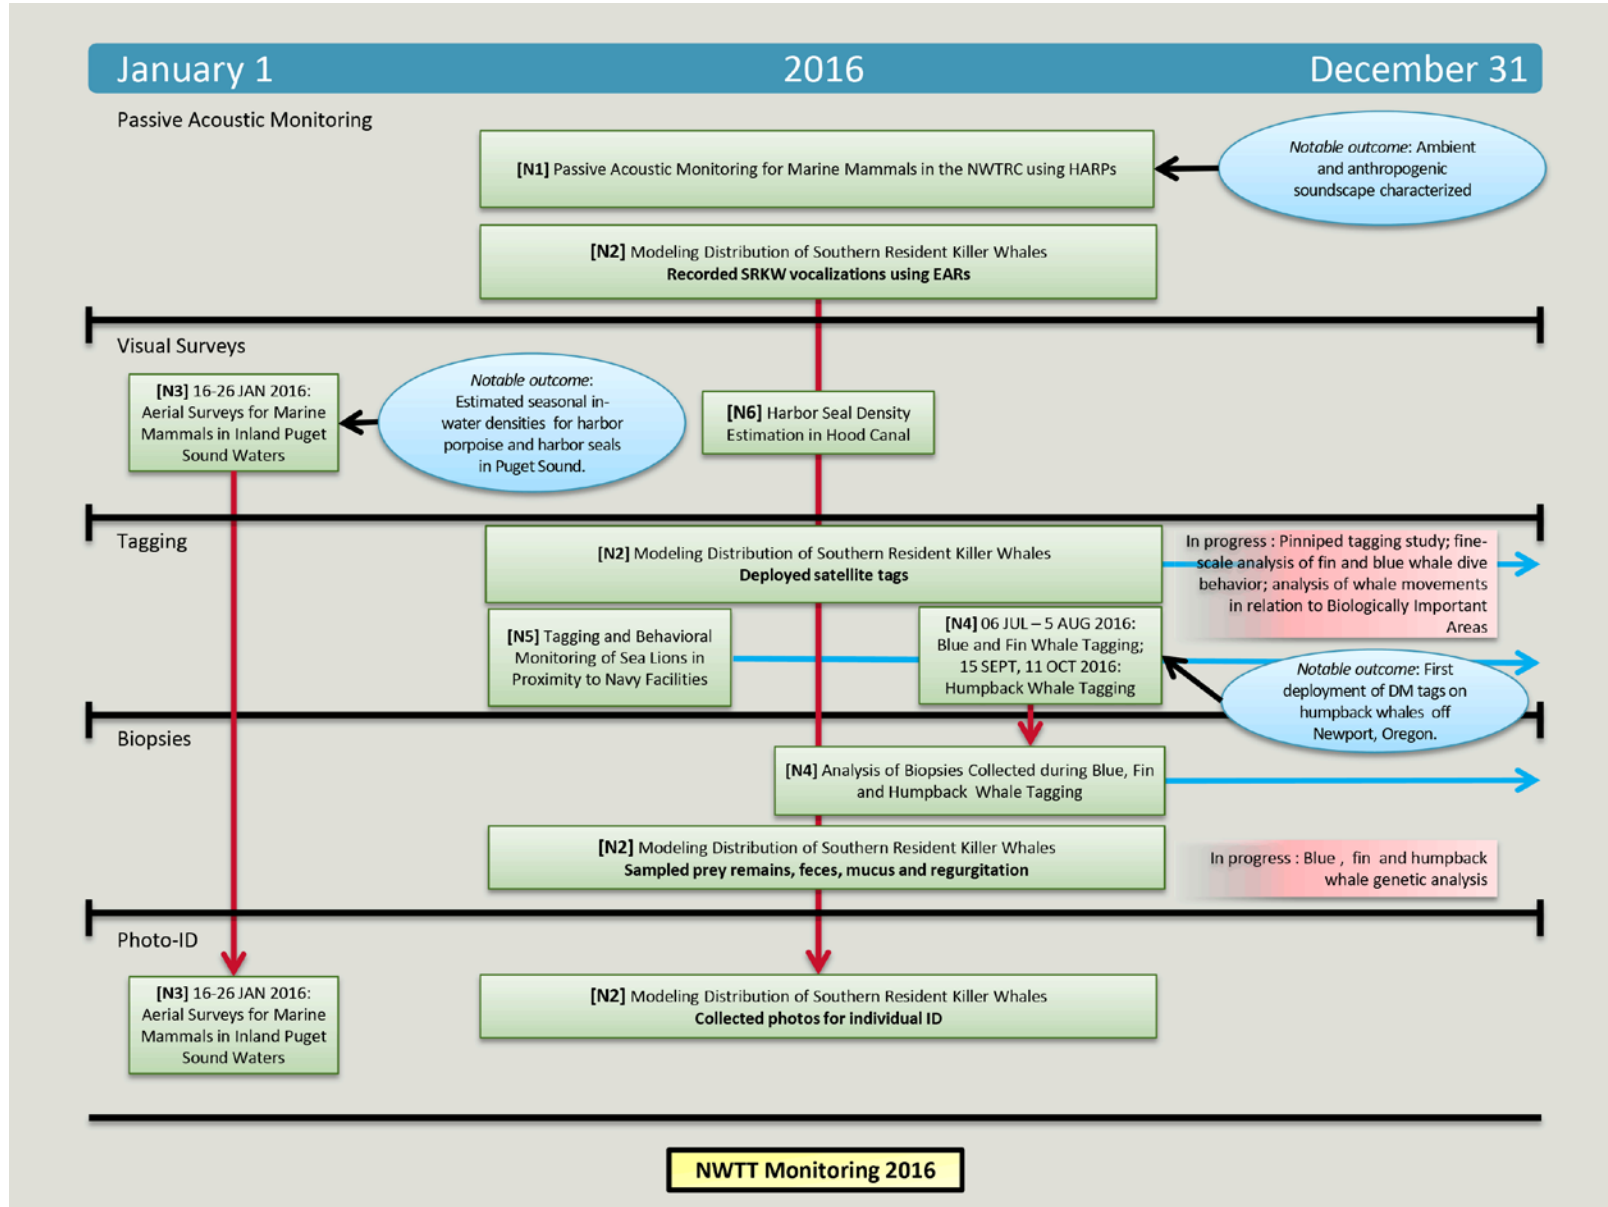 January 1 2016 December 31
Passive Acoustic Monitoring
[N1] Passive Acoustic Monitoring for Marine Mammals in the NWTRC using HARPs
Notable outcome: Ambient
and anthropogenic
soundscape characterized
[N2] Modeling Distribution of Southern Resident Killer Whales
Recorded SRKW vocalizations using EARs
Visual Surveys
[N3] 16-26 JAN 2016:
Aerial Surveys for Marine
Mammals in Inland Puget
Sound Waters
Notable outcome:
Estimated seasonal in-
water densities for harbor
porpoise and harbor seals
in Puget Sound.
[N6] Harbor Seal Density
Estimation in Hood Canal
Tagging
[N2] Modeling Distribution of Southern Resident Killer Whales
Deployed satellite tags
In progress : Pinniped tagging study; fine-
scale analysis of fin and blue whale dive
behavior; analysis of whale movements
in relation to Biologically Important
Areas
[N5] Tagging and Behavioral
Monitoring of Sea Lions in
Proximity to Navy Facilities
[N4] 06 JUL – 5 AUG 2016:
Blue and Fin Whale Tagging;
15 SEPT, 11 OCT 2016:
Humpback Whale Tagging
Notable outcome: First
deployment of DM tags on
humpback whales off
Newport, Oregon.
Biopsies
[N4] Analysis of Biopsies Collected during Blue, Fin
and Humpback Whale Tagging
[N2] Modeling Distribution of Southern Resident Killer Whales
Sampled prey remains, feces, mucus and regurgitation
In progress : Blue , fin and humpback
whale genetic analysis
Photo-ID
[N3] 16-26 JAN 2016:
Aerial Surveys for Marine
Mammals in Inland Puget
Sound Waters
[N2] Modeling Distribution of Southern Resident Killer Whales
Collected photos for individual ID
NWTT Monitoring 2016